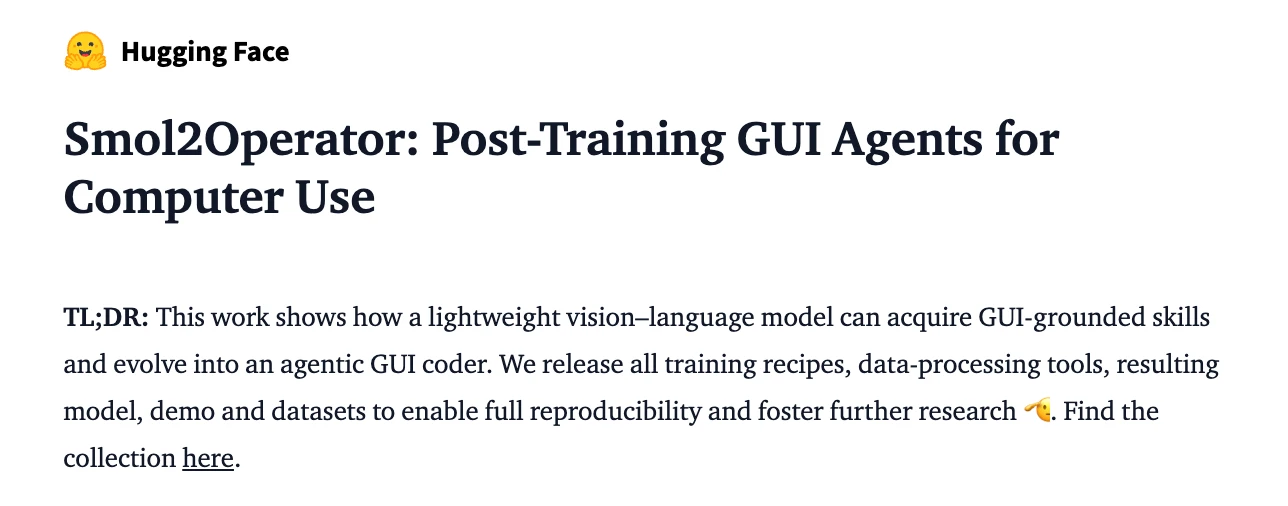 Hugging Face
Smol2Operator: Post-Training GUI Agents for
Computer Use
TL;DR: This work shows how a lightweight vision–language model can acquire GUI-grounded skills
and evolve into an agentic GUI coder. We release all training recipes, data-processing tools, resulting
model, demo and datasets to enable full reproducibility and foster further research 🫡. Find the
collection here.